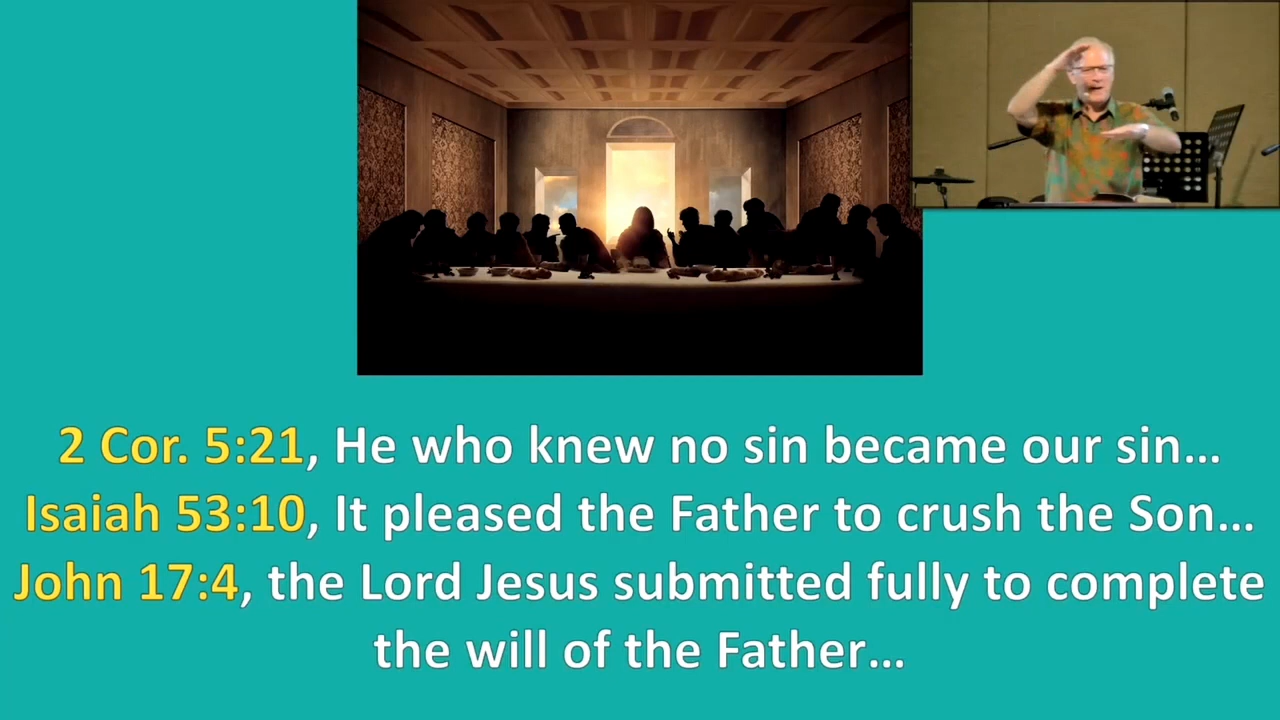 2 Cor. 5:21, He who knew no sin became our sin...
Isaiah 53:10, It pleased the Father to crush the Son...
John 17:4, the Lord Jesus submitted fully to complete
the will of the Father...